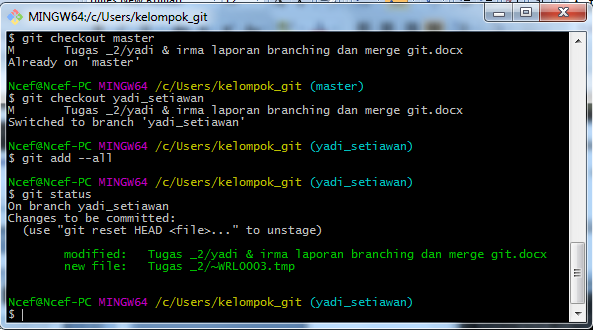 MINGW64:/c/Users/kelompok_git
$ git checkout master
M       Tugas _2/yadi & irma laporan branching dan merge git.docx
Already on 'master'
Ncef@Ncef-PC MINGW64 /c/Users/kelompok_git (master)
$ git checkout yadi_setiawan
M       Tugas _2/yadi & irma laporan branching dan merge git.docx
Switched to branch 'yadi_setiawan'
Ncef@Ncef-PC MINGW64 /c/Users/kelompok_git (yadi_setiawan)
$ git add --all
Ncef@Ncef-PC MINGW64 /c/Users/kelompok_git (yadi_setiawan)
$ git status
On branch yadi_setiawan
Changes to be committed:
  (use "git reset HEAD <file>..." to unstage)
        modified:   Tugas _2/yadi & irma laporan branching dan merge git.docx
        new file:   Tugas _2/~WRL0003.tmp
Ncef@Ncef-PC MINGW64 /c/Users/kelompok_git (yadi_setiawan)
$